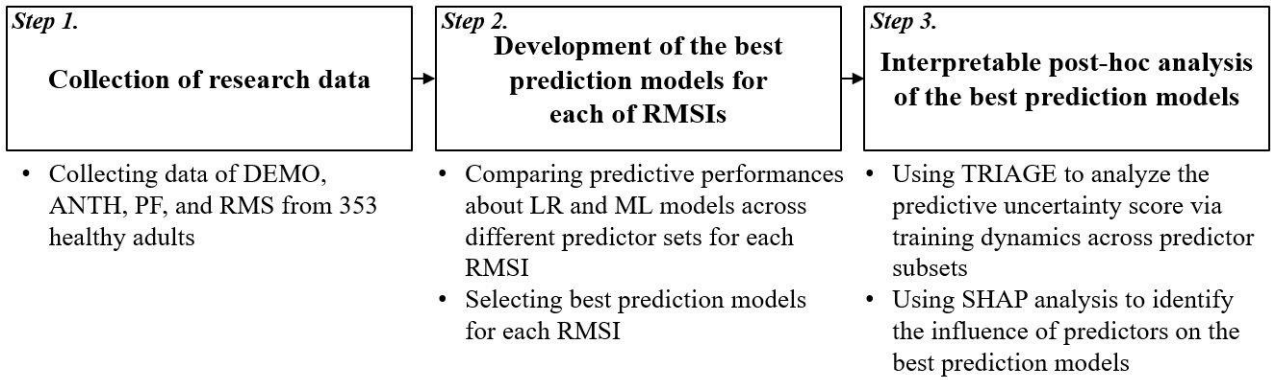 Step 1.
Collection of research data
• Collecting data of DEMO,
ANTH, PF, and RMS from 353
healthy adults
Step 2.
Development of the best
prediction models for
each of RMSIs
• Comparing predictive performances
about LR and ML models across
different predictor sets for each
RMSI
• Selecting best prediction models
for each RMSI
Step 3.
Interpretable post-hoc analysis
of the best prediction models
• Using TRIAGE to analyze the
predictive uncertainty score via
training dynamics across predictor
subsets
• Using SHAP analysis to identify
the influence of predictors on the
best prediction models